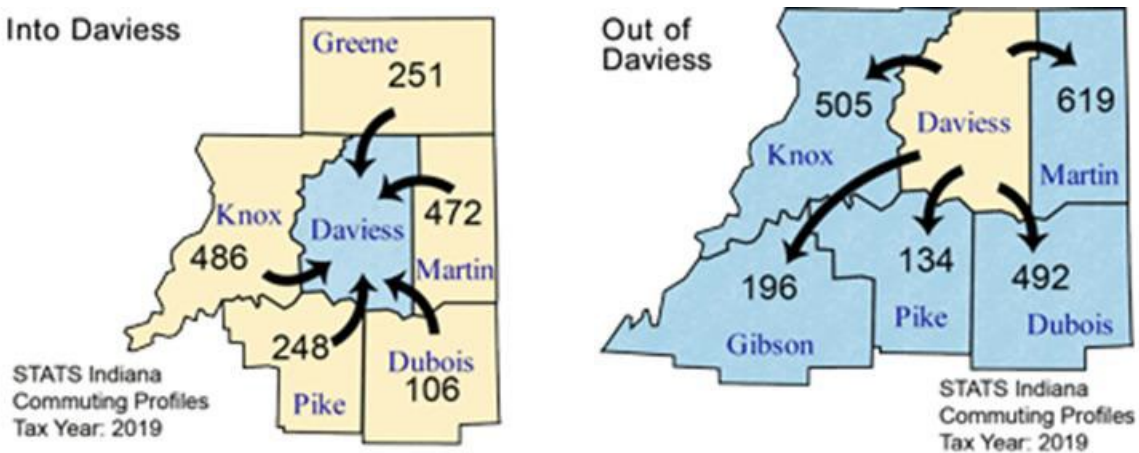 Into Daviess
Greene
251
Knox
486
Daviess
472
Martin
248
Pike
Dubois
106
STATS Indiana
Commuting Profiles
Tax Year: 2019
Out of
Daviess
505
Knox
Daviess
619
Martin
196
Gibson
134
Pike
492
Dubois
STATS Indiana
Commuting Profiles
Tax Year: 2019